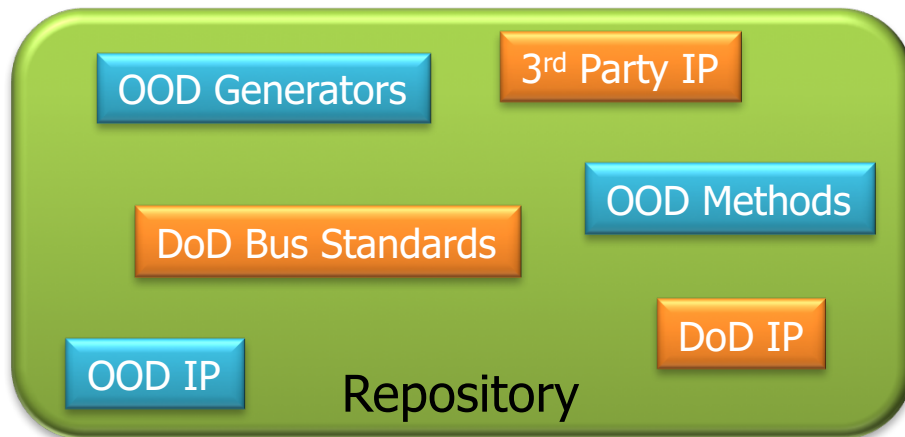 3rd Party IP
OOD Generators
OOD Methods
DoD Bus Standards
DoD IP
OOD IP
Repository